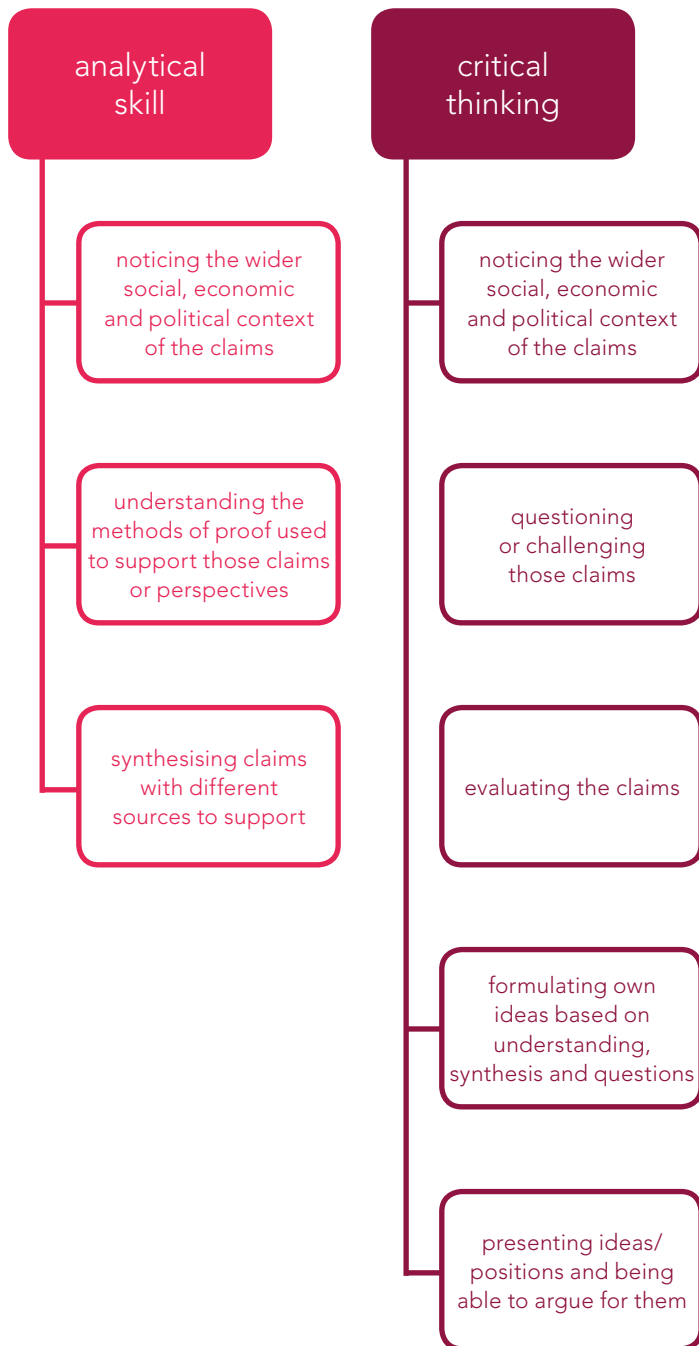 analytical
skill
noticing the wider
social, economic
and political context
of the claims
understanding the
methods of proof used
to support those claims
or perspectives
synthesising claims
with different
sources to support
critical
thinking
noticing the wider
social, economic
and political context
of the claims
questioning
or challenging
those claims
evaluating the claims
formulating own
ideas based on
understanding,
synthesis and questions
presenting ideas/
positions and being
able to argue for them